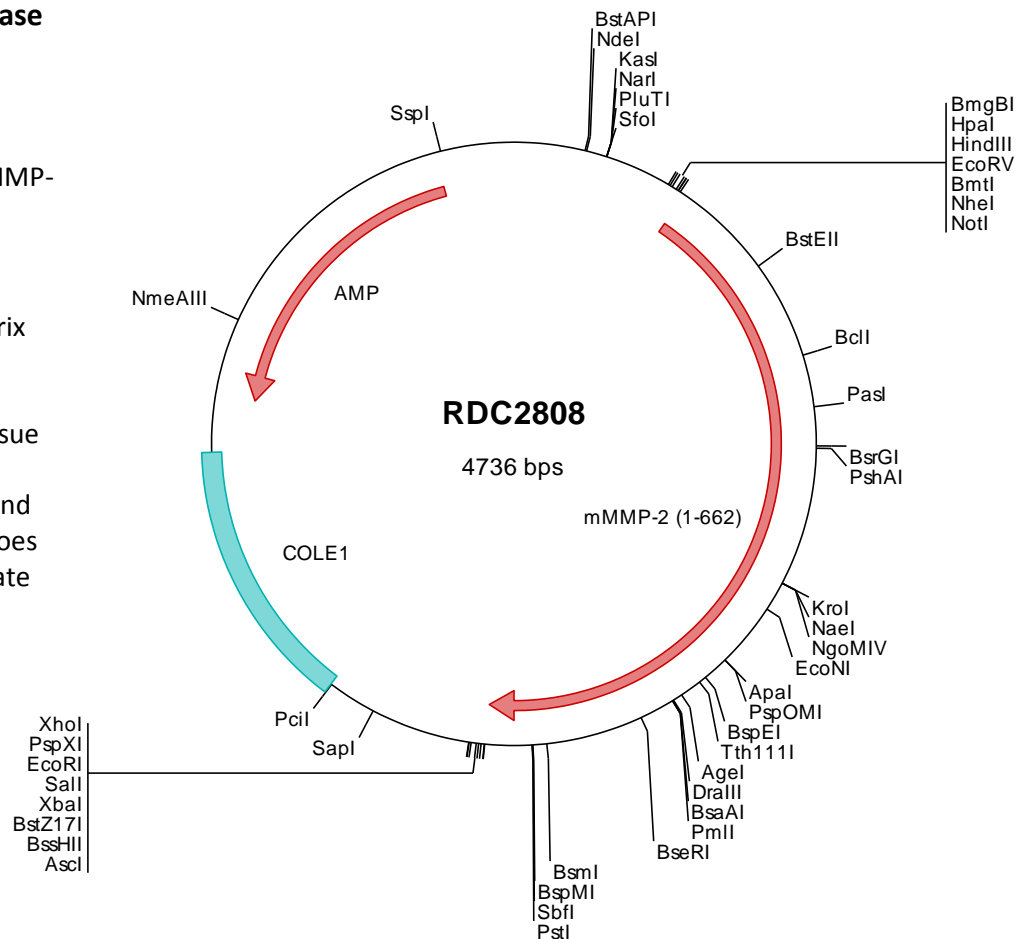 ase
MMP-
rix
sue
nd
oes
ate
SspI
BstAPI
NdeI
KasI
NarI
PluTI
SfoI
BmgBI
HpaI
HindIII
EcoRV
BmtI
NheI
NotI
BstEII
BclI
PasI
BsrGI
PshAI
KroI
NaeI
NgoMIV
EcoNI
ApaI
PspOMI
BspEI
Tth111I
AgeI
DraIII
BsaAI
PmlI
BseRI
BsmI
BspMI
SbfI
PstI
XhoI
PspXI
EcoRI
SalI
XbaI
BstZ17I
BssHII
AscI
SapI
PciI
NmeAIII
AMP
RDC2808
4736 bps
mMMP-2 (1-662)
COLE1